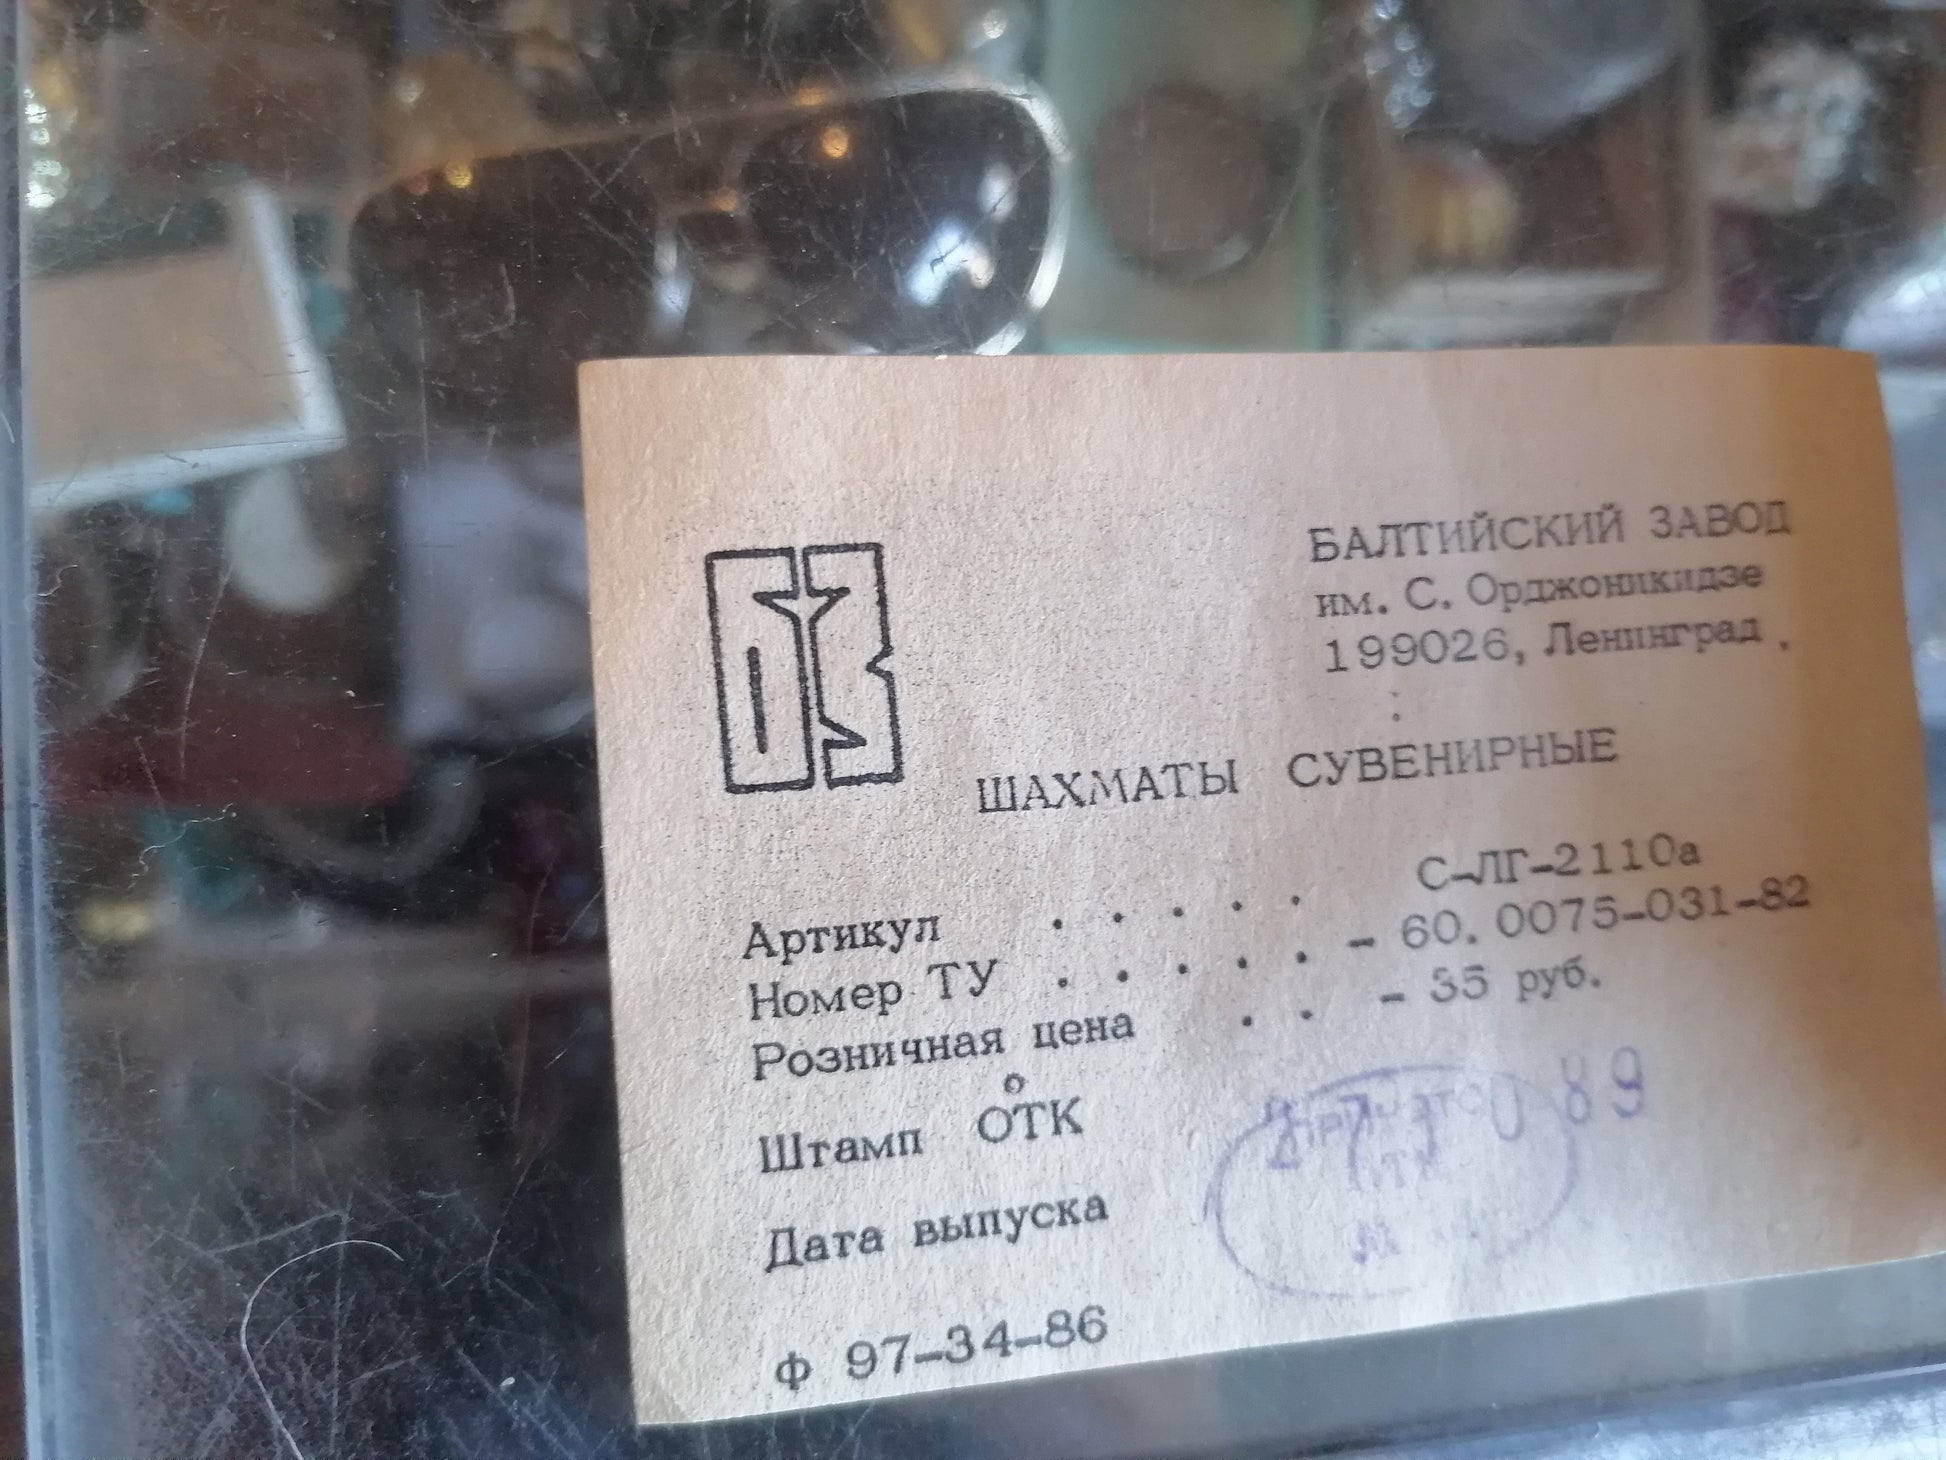 БЗ
БАЛТИЙСКИЙ ЗАВОД
им. С. Орджоникидзе
199026, Ленинград .
ШАХМАТЫ СУВЕНИРНЫЕ
Артикул . . . . . С-ЛГ-2110а
Номер ТУ . . . . . – 60.0075-031-82
Розничная цена . . – 35 руб.
Штамп ОТК
Дата выпуска
Ф 97-34-86